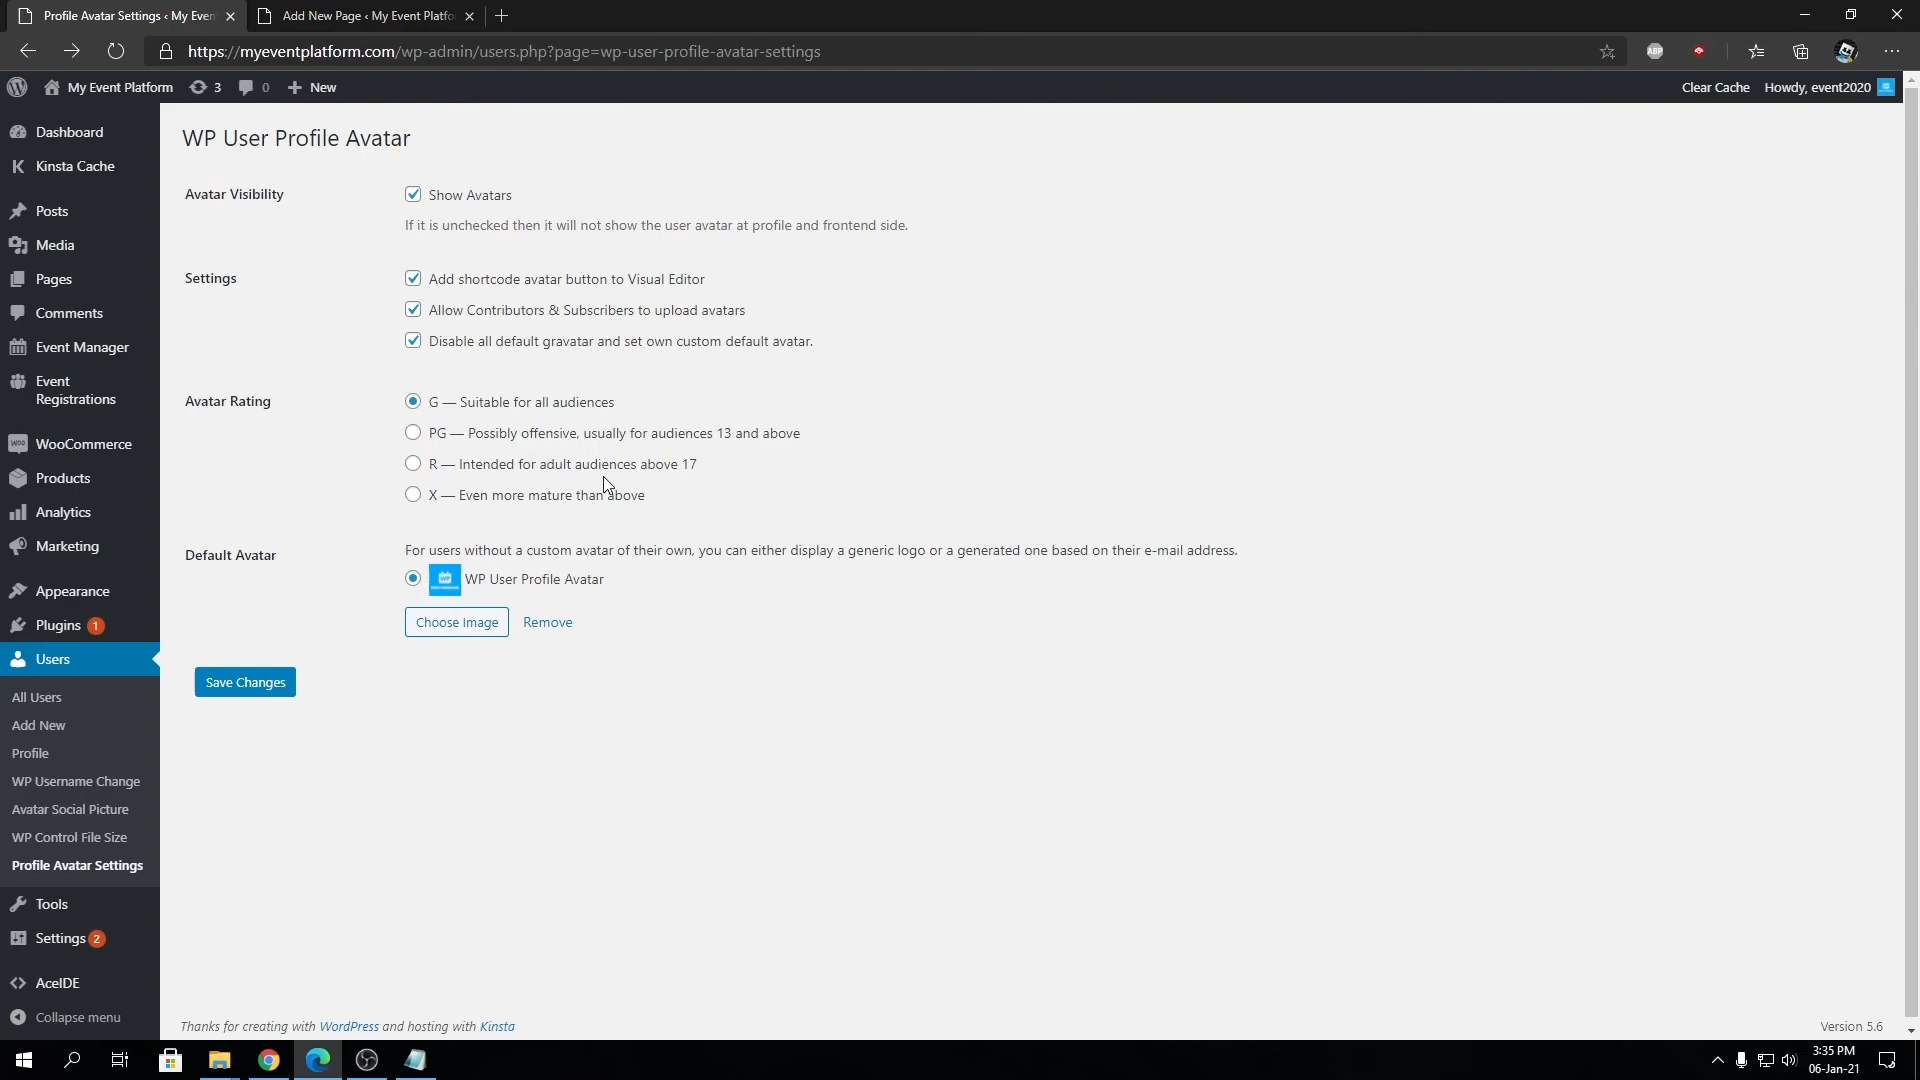 Profile Avatar Settings ‹ My Even
Add New Page ‹ My Event Platfo
https://myeventplatform.com/wp-admin/users.php?page=wp-user-profile-avatar-settings
ABP
My Event Platform
3
0
New
Clear Cache
Howdy, event2020
Dashboard
Kinsta Cache
Posts
Media
Pages
Comments
Event Manager
Event
Registrations
WooCommerce
Products
Analytics
Marketing
Appearance
Plugins 1
Users
All Users
Add New
Profile
WP Username Change
Avatar Social Picture
WP Control File Size
Profile Avatar Settings
Tools
Settings 2
AceIDE
Collapse menu
WP User Profile Avatar
Avatar Visibility
Show Avatars
If it is unchecked then it will not show the user avatar at profile and frontend side.
Settings
Add shortcode avatar button to Visual Editor
Allow Contributors & Subscribers to upload avatars
Disable all default gravatar and set own custom default avatar.
Avatar Rating
G — Suitable for all audiences
PG — Possibly offensive, usually for audiences 13 and above
R — Intended for adult audiences above 17
X — Even more mature than above
Default Avatar
For users without a custom avatar of their own, you can either display a generic logo or a generated one based on their e-mail address.
WP User Profile Avatar
Choose Image
Remove
Save Changes
Thanks for creating with WordPress and hosting with Kinsta
Version 5.6
3:35 PM
06-Jan-21